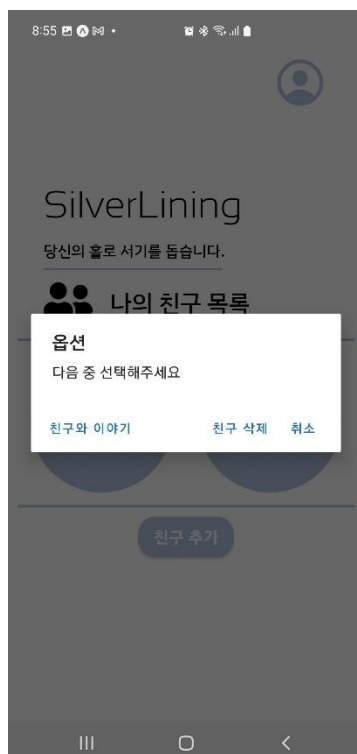 8:55
SilverLining
당신의 홀로 서기를 돕습니다.
나의 친구 목록
옵션
다음 중 선택해주세요
친구와 이야기 친구 삭제 취소
친구 추가